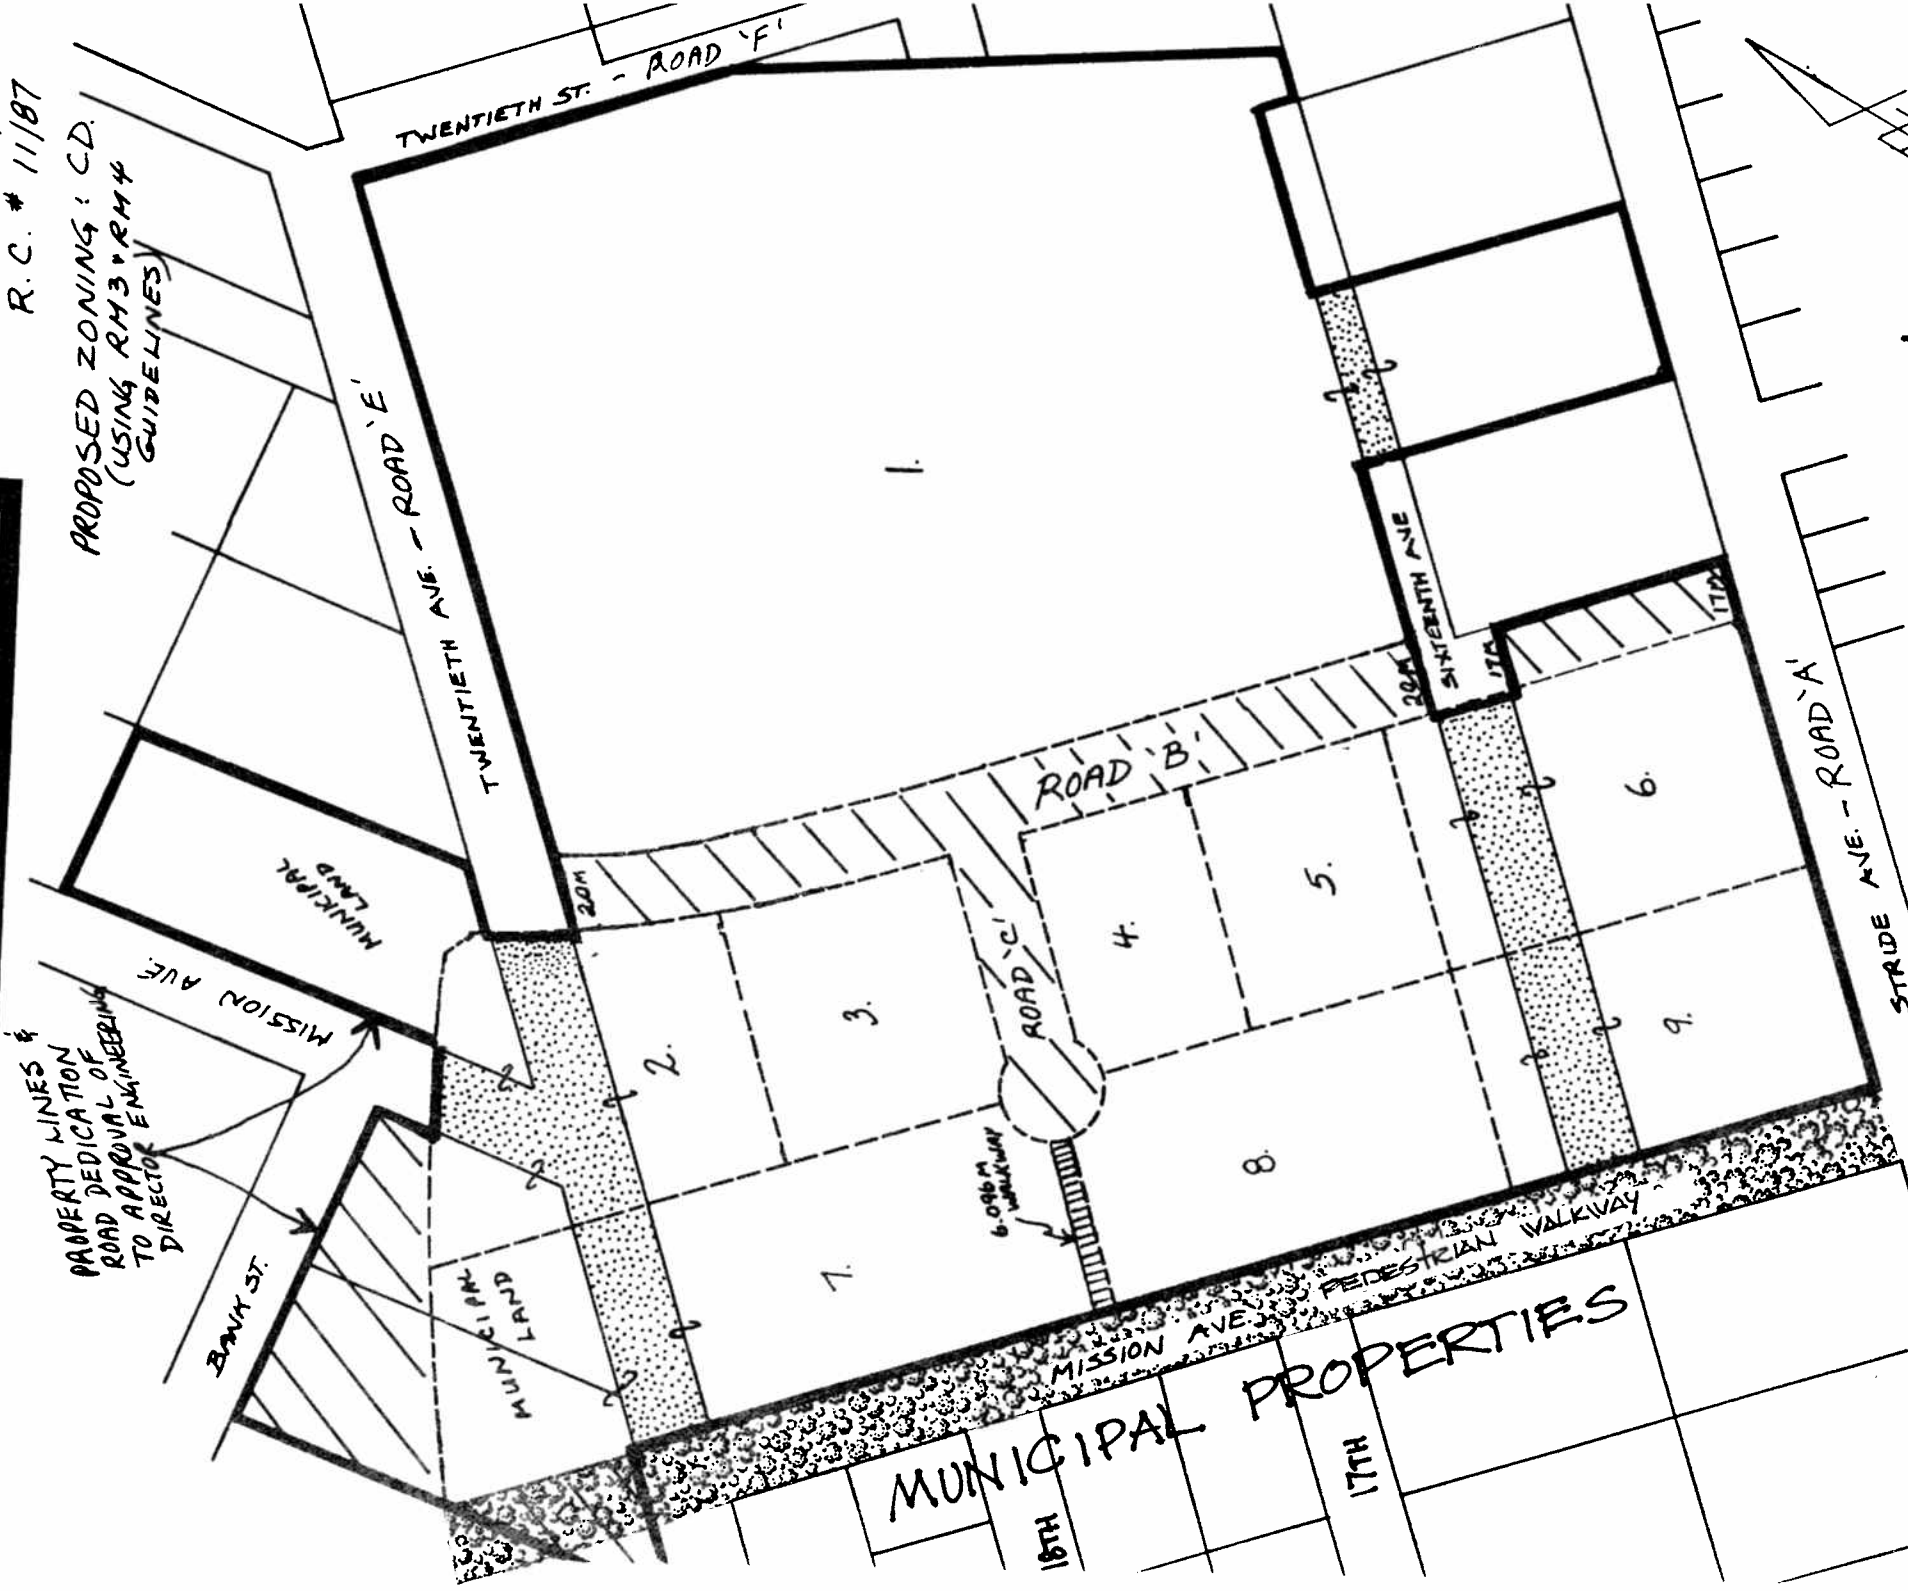 R.C. # 11/87
PROPOSED ZONING: CD.
(USING RM3 & RM4
GUIDELINES)
TWENTIETH ST. - ROAD 'F'
TWENTIETH AVE. - ROAD 'E'
1.
SIXTEENTH AVE
20M
17M
17M
ROAD 'B'
20M
MUNICIPAL
LAND
MISSION AVE.
PROPERTY LINES &
ROAD DEDICATION
TO APPROVAL OF
DIRECTOR ENGINEERING
BANK ST.
2.
3.
ROAD 'C'
4.
5.
6.
STRIDE AVE. - ROAD 'A'
7.
6.096 M
WALKWAY
8.
9.
MUNICIPAL
LAND
MISSION AVE. PEDESTRIAN WALKWAY
MUNICIPAL PROPERTIES
18TH
17TH